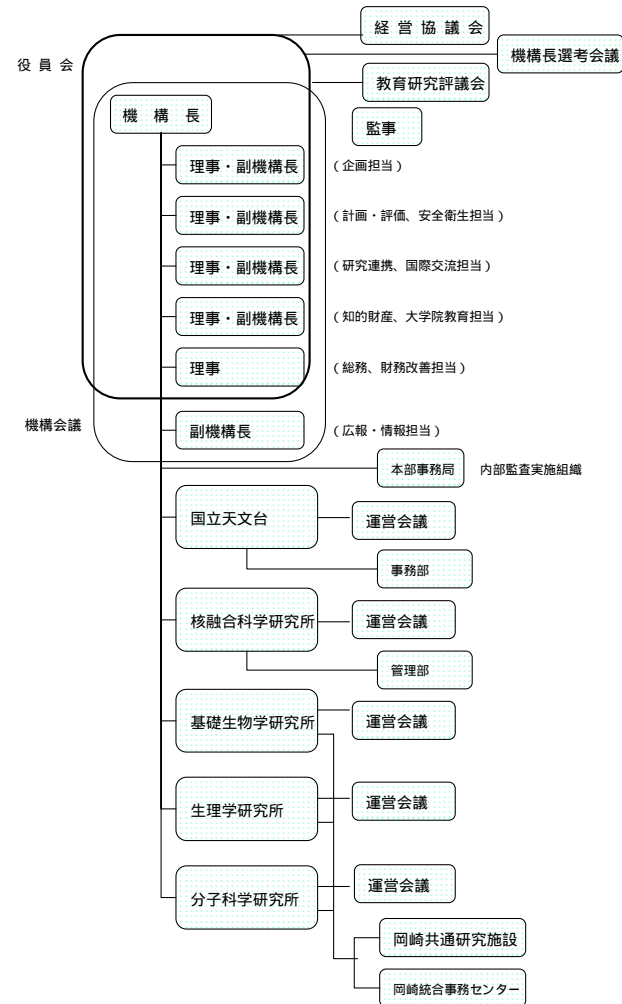 経 営 協 議 会
役 員 会
機構長選考会議
教育研究評議会
機 構 長
監事
理事・副機構長
(企画担当)
理事・副機構長
(計画・評価、安全衛生担当)
理事・副機構長
(研究連携、国際交流担当)
理事・副機構長
(知的財産、大学院教育担当)
理事
(総務、財務改善担当)
機構会議
副機構長
(広報・情報担当)
本部事務局
内部監査実施組織
国立天文台
運営会議
事務部
核融合科学研究所
運営会議
管理部
基礎生物学研究所
運営会議
生理学研究所
運営会議
分子科学研究所
運営会議
岡崎共通研究施設
岡崎統合事務センター